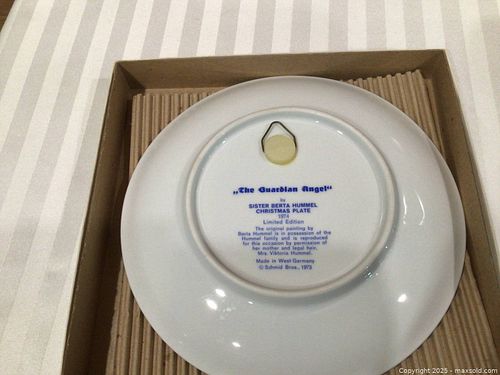 „The Guardian Angel"
by
SISTER BERTA HUMMEL
CHRISTMAS PLATE
1974
Limited Edition
The original painting by
Berta Hummel is in possession of the
Hummel family and is reproduced
for this occasion by permission of
her mother and legal heir,
Mrs. Viktoria Hummel.
Made in West Germany
© Schmid Bros., 1973
Copyright 2025 - maxsold.com